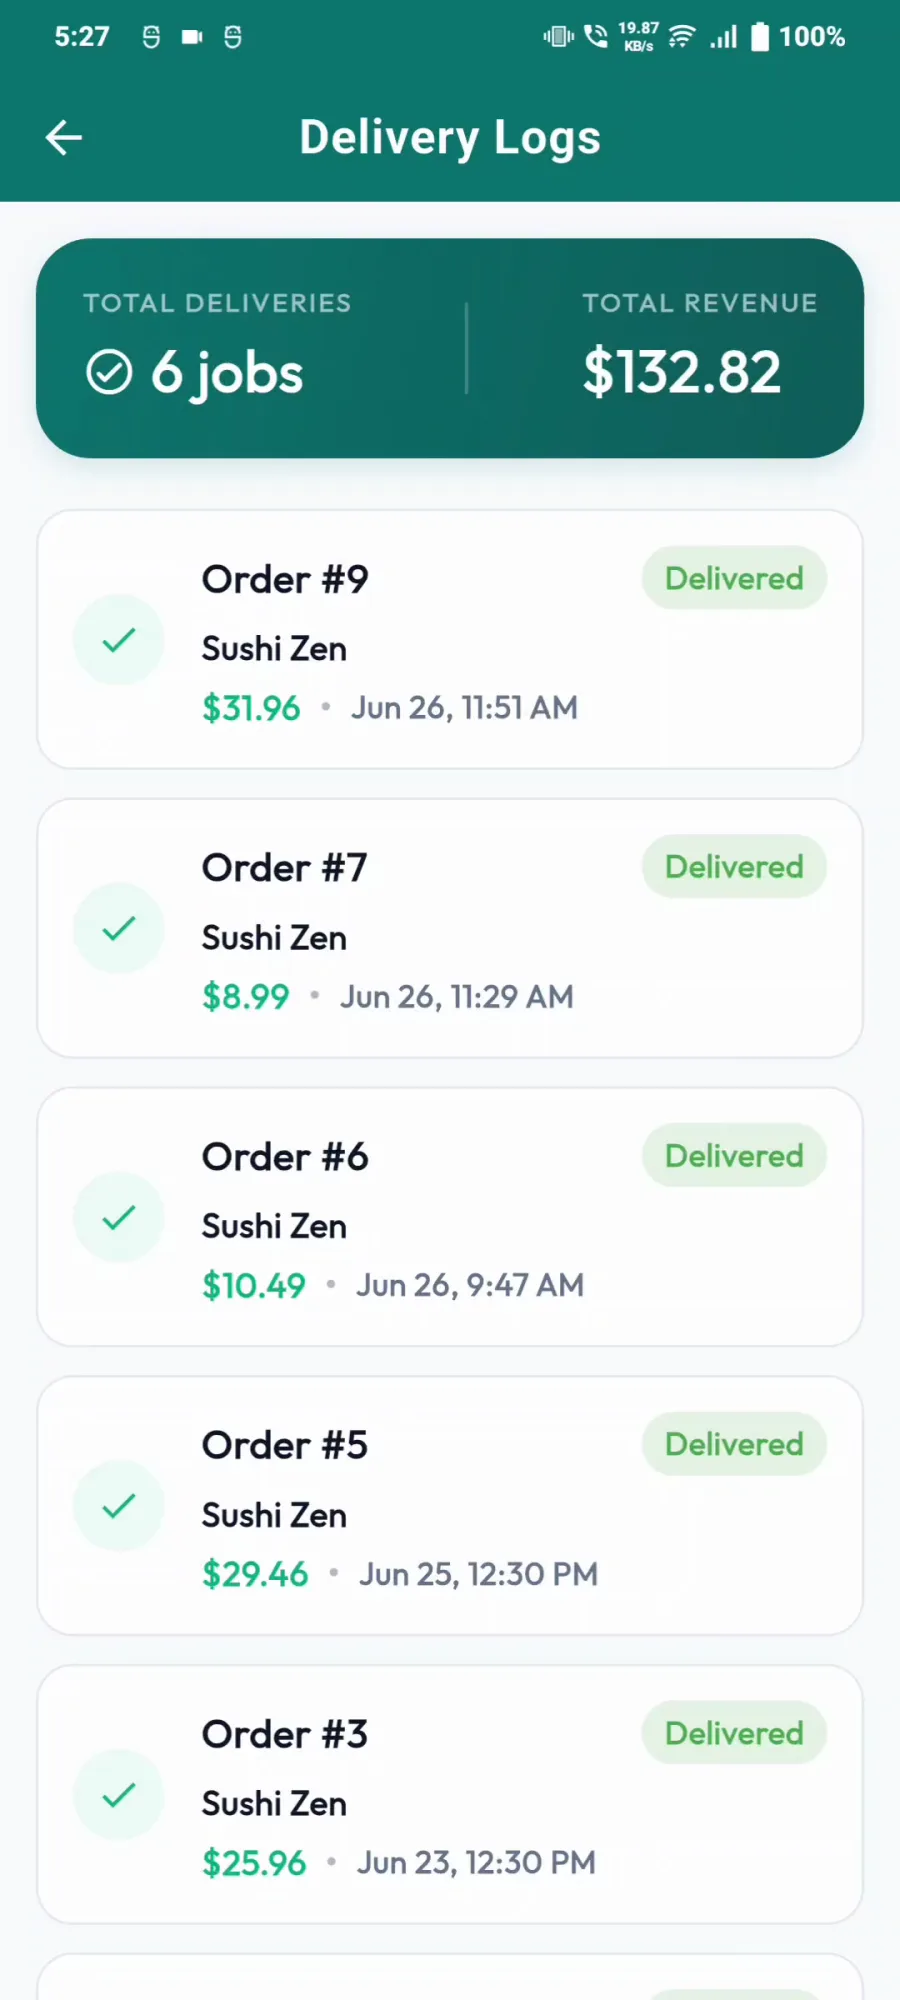 5:27
19.87
KB/s
100%
Delivery Logs
TOTAL DELIVERIES
6 jobs
TOTAL REVENUE
$132.82
Order #9
Delivered
Sushi Zen
$31.96 • Jun 26, 11:51 AM
Order #7
Delivered
Sushi Zen
$8.99 • Jun 26, 11:29 AM
Order #6
Delivered
Sushi Zen
$10.49 • Jun 26, 9:47 AM
Order #5
Delivered
Sushi Zen
$29.46 • Jun 25, 12:30 PM
Order #3
Delivered
Sushi Zen
$25.96 • Jun 23, 12:30 PM